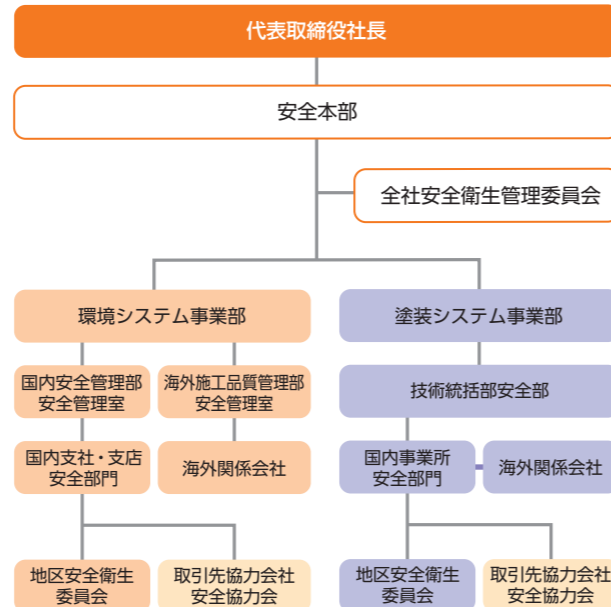 代表取締役社長
安全本部
全社安全衛生管理委員会
環境システム事業部
塗装システム事業部
国内安全管理部
安全管理室
海外施工品質管理部
安全管理室
技術統括部安全部
国内支社・支店
安全部門
海外関係会社
国内事業所
安全部門
海外関係会社
地区安全衛生
委員会
取引先協力会社
安全協力会
地区安全衛生
委員会
取引先協力会社
安全協力会